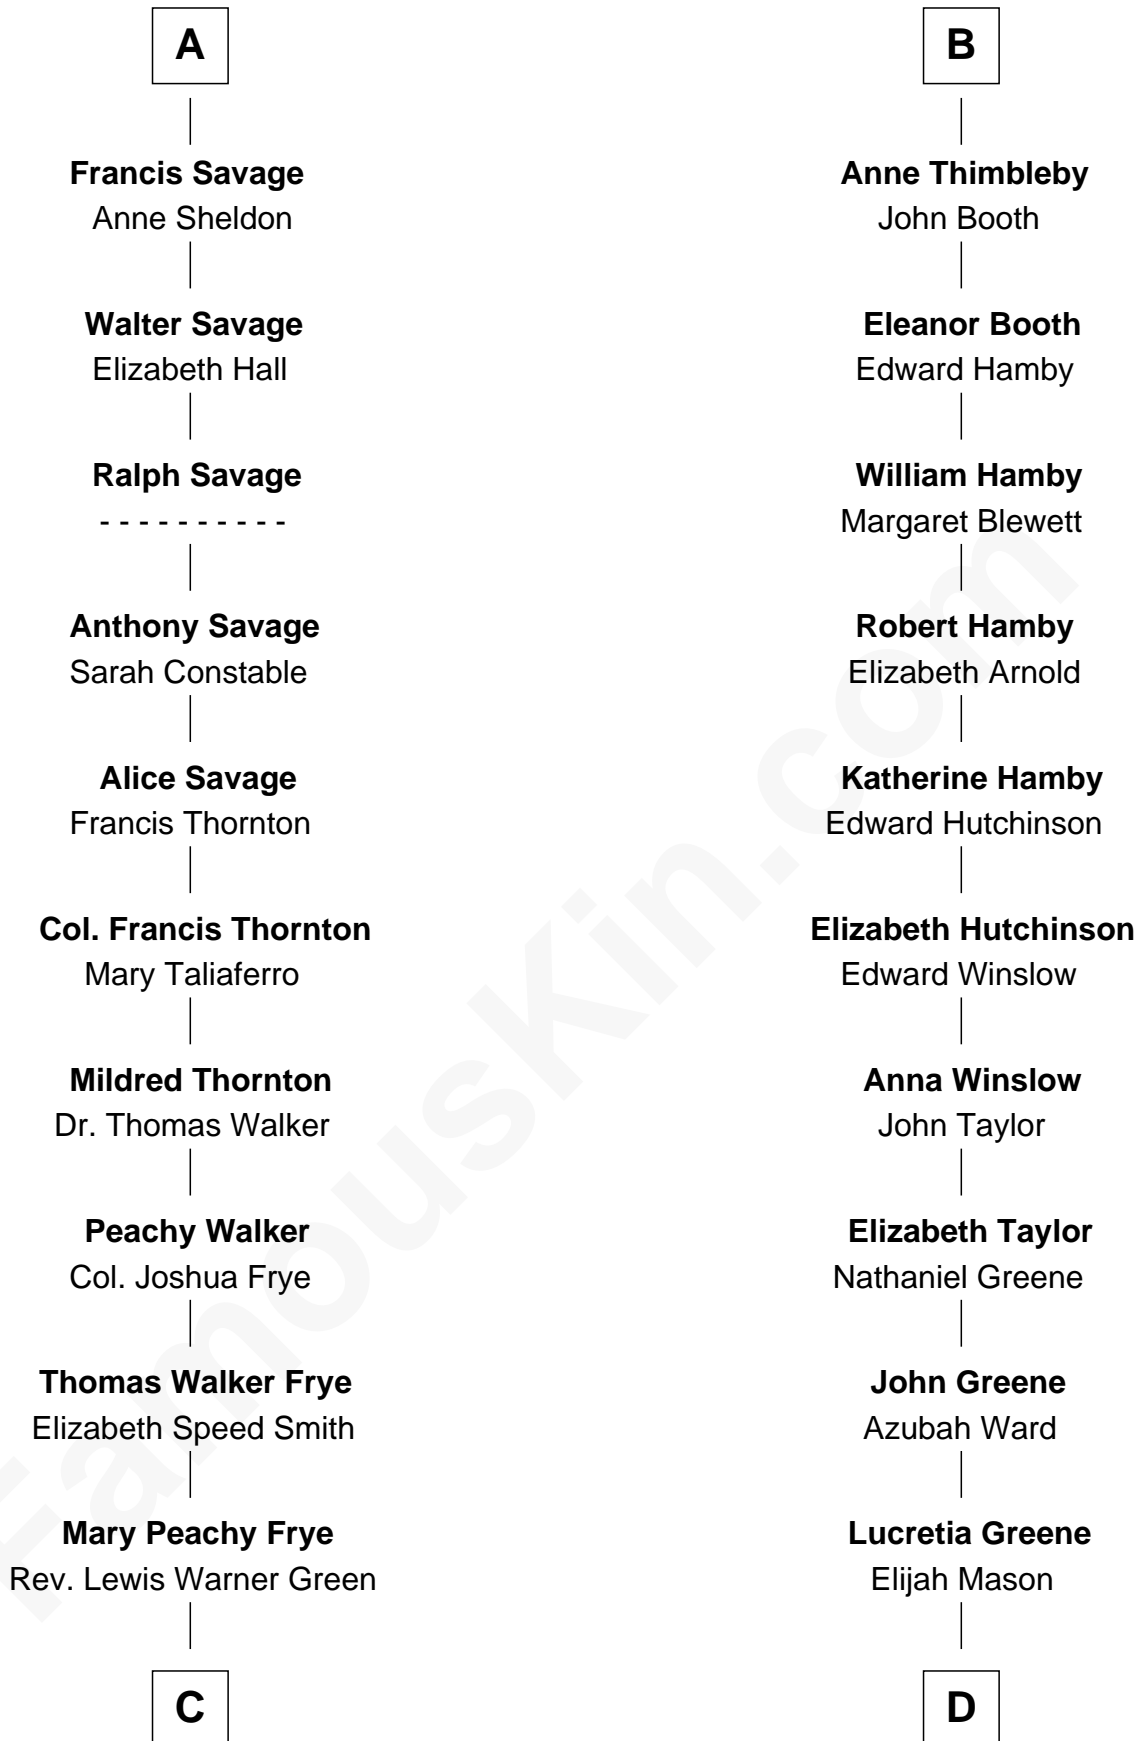 A
Francis Savage
Anne Sheldon
Walter Savage
Elizabeth Hall
Ralph Savage
- - - - - - - - - -
Anthony Savage
Sarah Constable
Alice Savage
Francis Thornton
Col. Francis Thornton
Mary Taliaferro
Mildred Thornton
Dr. Thomas Walker
Peachy Walker
Col. Joshua Frye
Thomas Walker Frye
Elizabeth Speed Smith
Mary Peachy Frye
Rev. Lewis Warner Green
C
B
Anne Thimbleby
John Booth
Eleanor Booth
Edward Hamby
William Hamby
Margaret Blewett
Robert Hamby
Elizabeth Arnold
Katherine Hamby
Edward Hutchinson
Elizabeth Hutchinson
Edward Winslow
Anna Winslow
John Taylor
Elizabeth Taylor
Nathaniel Greene
John Greene
Azubah Ward
Lucretia Greene
Elijah Mason
D
FamousKin.com